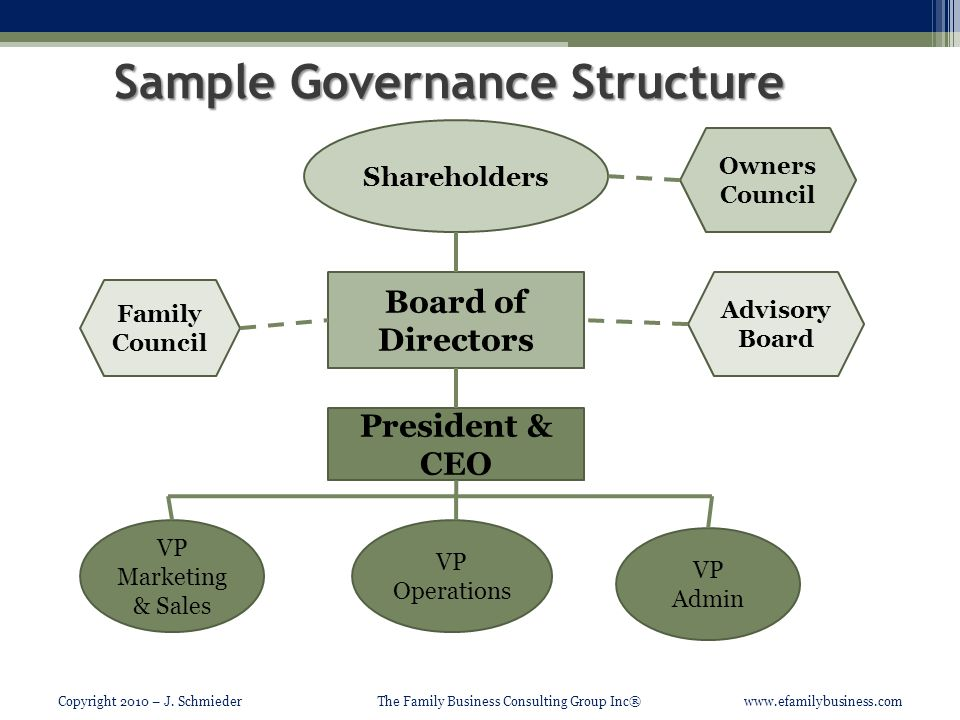 Sample Governance Structure
Shareholders
Owners
Council
Family
Council
Board of
Directors
Advisory
Board
President &
CEO
VP
Marketing
& Sales
VP
Operations
VP
Admin
Copyright 2010 – J. Schmieder The Family Business Consulting Group Inc® www.efamilybusiness.com